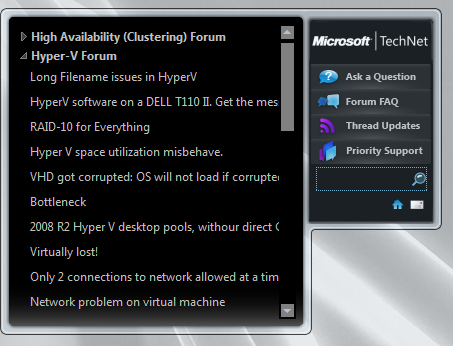 High Availability (Clustering) Forum
Hyper-V Forum
Long Filename issues in HyperV
HyperV software on a DELL T110 II. Get the mes
RAID-10 for Everything
Hyper V space utilization misbehave.
VHD got corrupted: OS will not load if corrupte
Bottleneck
2008 R2 Hyper V desktop pools, withour direct C
Virtually lost!
Only 2 connections to network allowed at a tim
Network problem on virtual machine
Microsoft | TechNet
Ask a Question
Forum FAQ
Thread Updates
Priority Support